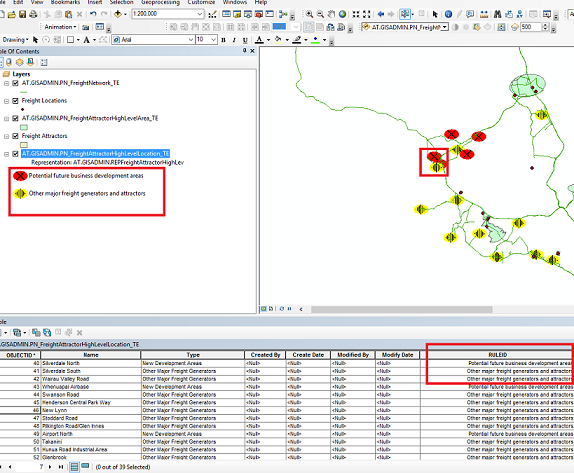 File Edit View Bookmarks Insert Selection Geoprocessing Customize Windows Help
1:200,000
Animation
AT.GISADMIN.PN_FreightF
500
Drawing
A
Arial
10
B I U A
Table Of Contents
Layers
AT.GISADMIN.PN_FreightNetwork_TE
Freight Locations
AT.GISADMIN.PN_FreightAttractorHighLevelArea_TE
Freight Attractors
AT.GISADMIN.PN_FreightAttractorHighLevelLocation_TE
Representation: AT.GISADMIN.REPFreightAttractorHighLev
Potential future business development areas
Other major freight generators and attractors
ble
.GISADMIN.PN_FreightAttractorHighLevelLocation_TE
OBJECTID * Name Type Created By Create Date Modified By Modify Date RULEID
40 Silverdale North New Development Areas <Null> <Null> <Null> <Null> Potential future business development areas
41 Silverdale South Other Major Freight Generators <Null> <Null> <Null> <Null> Other major freight generators and attractors
42 Wairau Valley Road Other Major Freight Generators <Null> <Null> <Null> <Null> Other major freight generators and attractors
43 Whenuapai Airbase New Development Areas <Null> <Null> <Null> <Null> Potential future business development areas
44 Swanson Road Other Major Freight Generators <Null> <Null> <Null> <Null> Other major freight generators and attractors
45 Henderson Central Park Way Other Major Freight Generators <Null> <Null> <Null> <Null> Other major freight generators and attractors
46 New Lynn Other Major Freight Generators <Null> <Null> <Null> <Null> Other major freight generators and attractors
47 Stoddard Road Other Major Freight Generators <Null> <Null> <Null> <Null> Other major freight generators and attractors
48 Pilkington Road/Glen Innes Other Major Freight Generators <Null> <Null> <Null> <Null> Other major freight generators and attractors
49 Airport North New Development Areas <Null> <Null> <Null> <Null> Potential future business development areas
50 Takanini Other Major Freight Generators <Null> <Null> <Null> <Null> Other major freight generators and attractors
51 Hunua Road Industrial Area Other Major Freight Generators <Null> <Null> <Null> <Null> Other major freight generators and attractors
52 Glenbrook Other Major Freight Generators <Null> <Null> <Null> <Null> Other major freight generators and attractors
7
(0 out of 39 Selected)